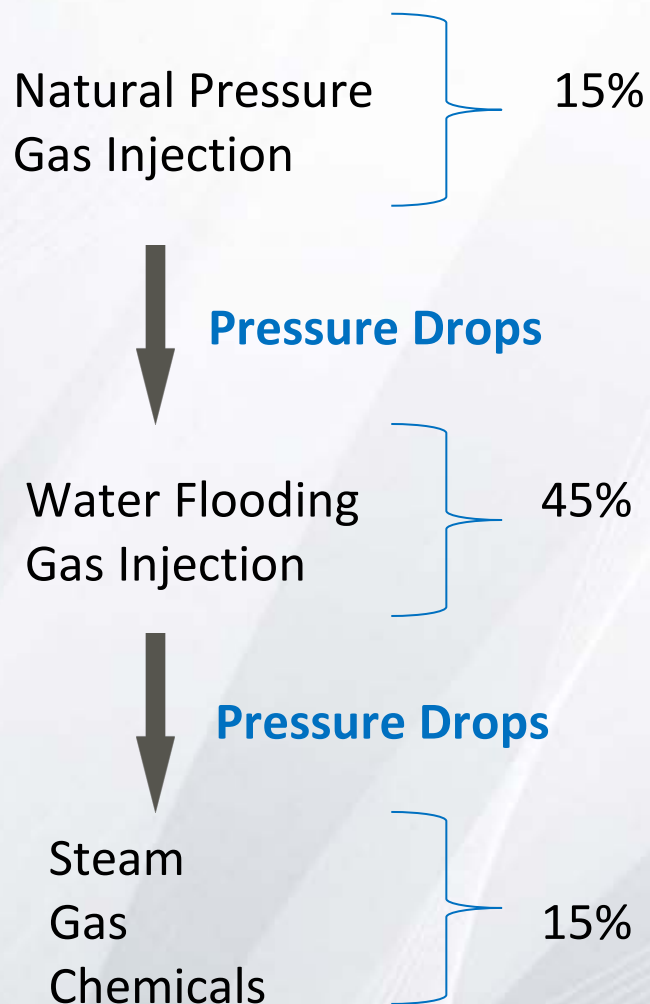 Natural Pressure
Gas Injection
15%
Pressure Drops
Water Flooding
Gas Injection
45%
Pressure Drops
Steam
Gas
Chemicals
15%